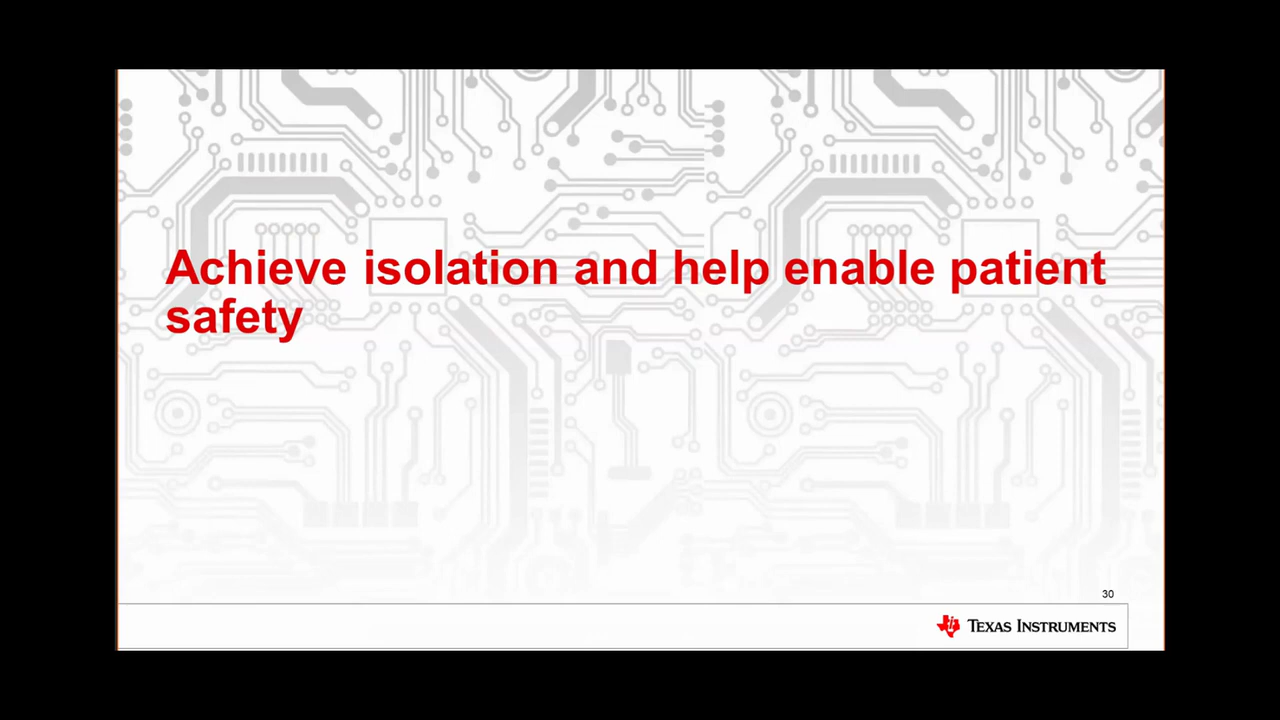 Achieve isolation and help enable patient
safety
30
TEXAS INSTRUMENTS